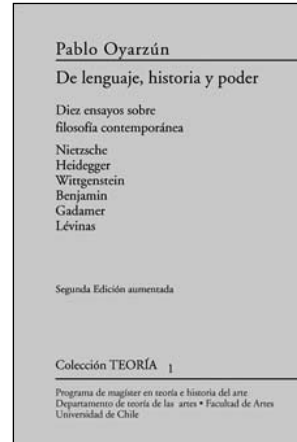 Pablo Oyarzún
De lenguaje, historia y poder
Diez ensayos sobre
filosofía contemporánea
Nietzsche
Heidegger
Wittgenstein
Benjamin
Gadamer
Lévinas
Segunda Edición aumentada
Colección TEORÍA 1
Programa de magíster en teoría e historia del arte
Departamento de teoría de las artes • Facultad de Artes
Universidad de Chile